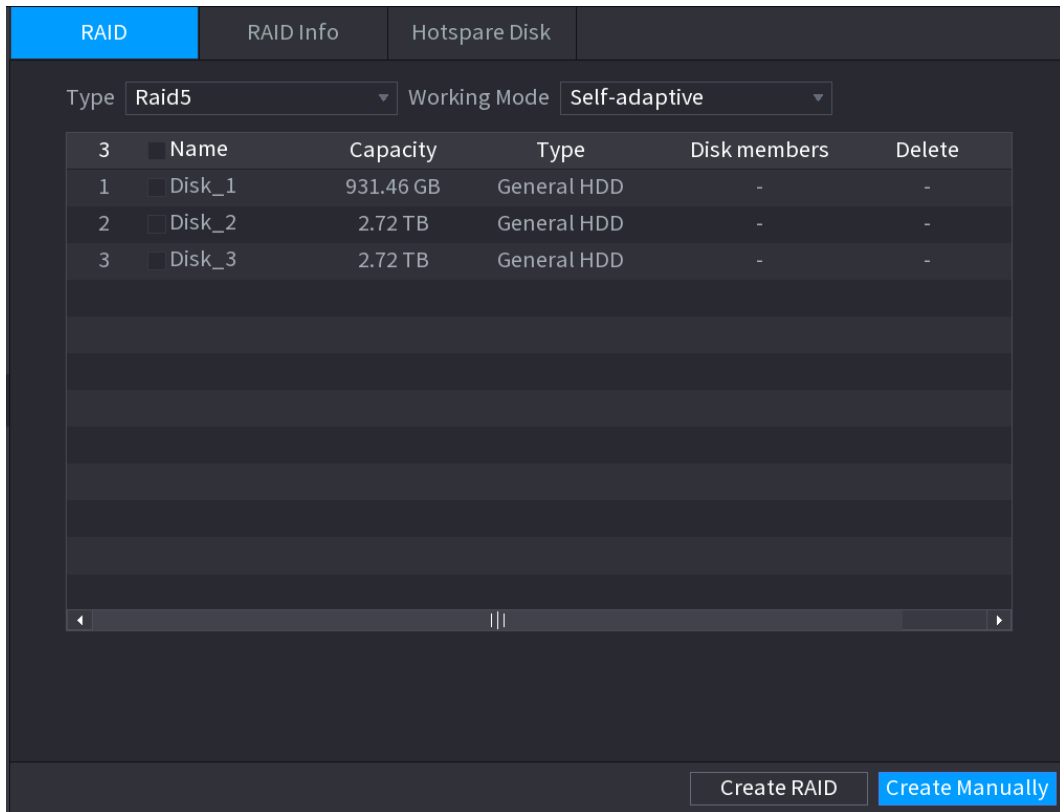 RAID RAID Info Hotspare Disk
Type Raid5 Working Mode Self-adaptive
3 Name Capacity Type Disk members Delete
1 Disk_1 931.46 GB General HDD - -
2 Disk_2 2.72 TB General HDD - -
3 Disk_3 2.72 TB General HDD - -
Create RAID Create Manually